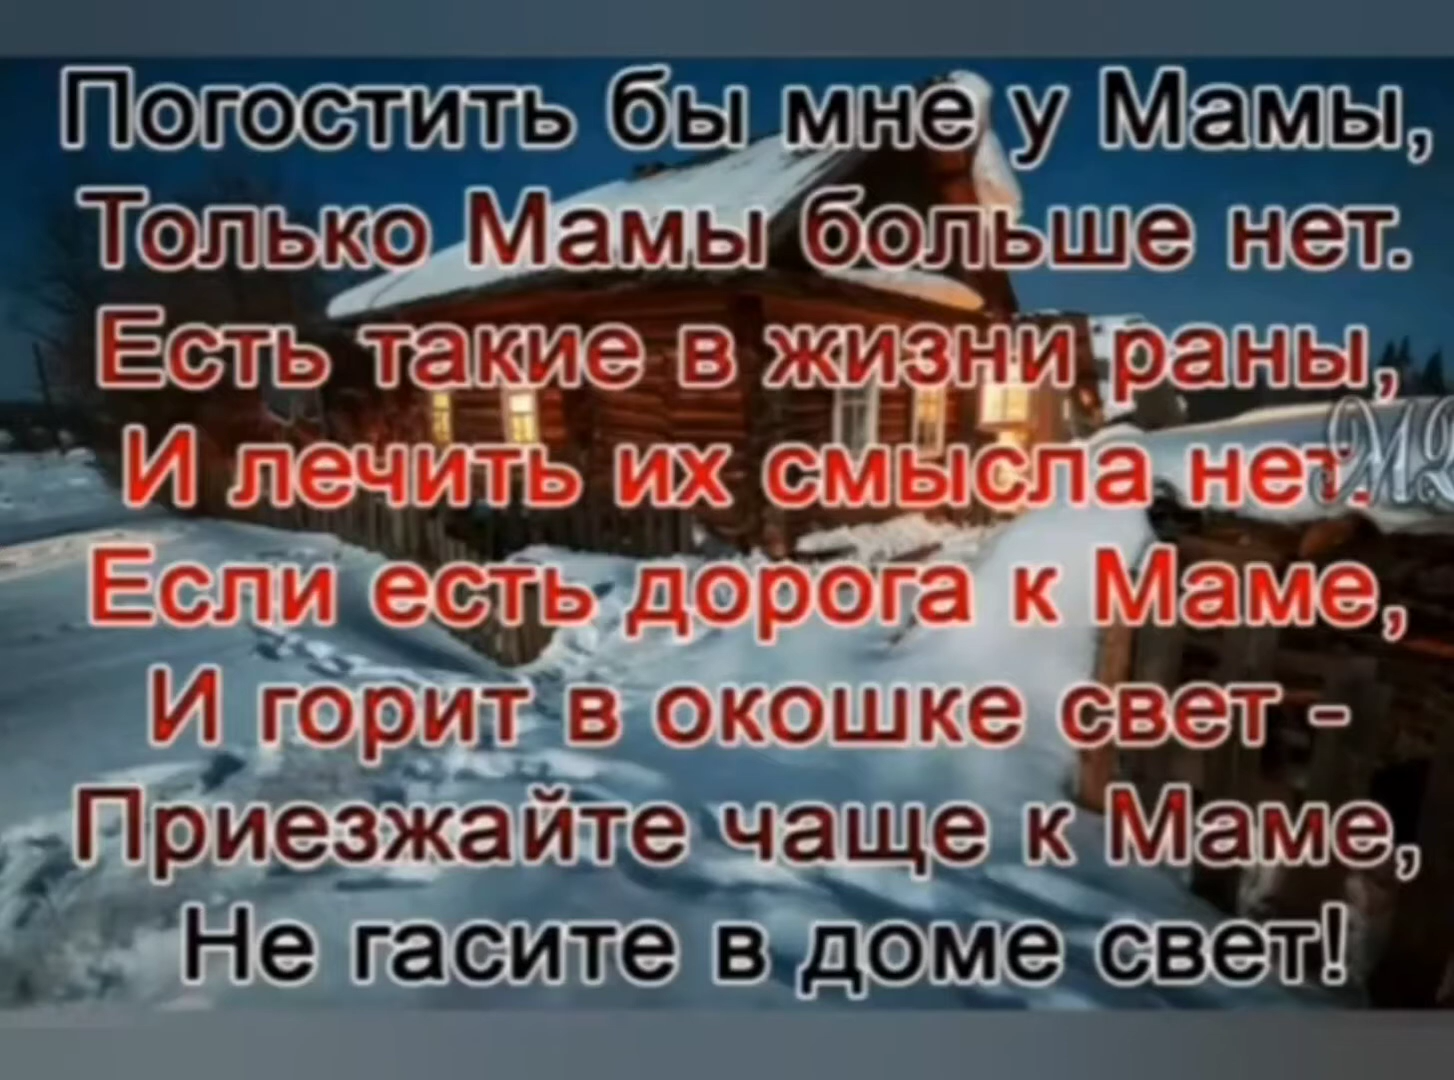 Погостить бы мне у Мамы,
Только Мамы больше нет.
Есть такие в жизни раны,
И лечить их смысла нет.
Если есть дорога к Маме,
И горит в окошке свет -
Приезжайте чаще к Маме,
Не гасите в доме свет!